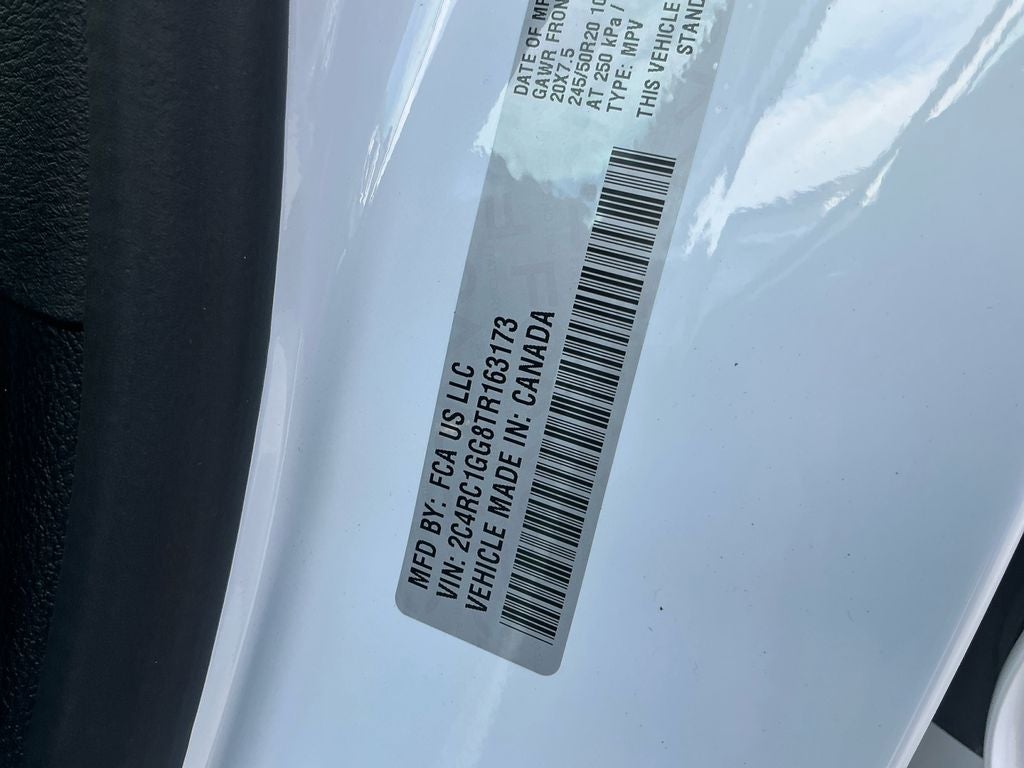 MFD BY: FCA US LLC
VIN: 2C4RC1GG8TR163173
VEHICLE MADE IN: CANADA
DATE OF
GAWR FRON
20X7.5
245/50R20 10
AT 250 kPa /
TYPE: MPV
THIS VEHICLE
STAND